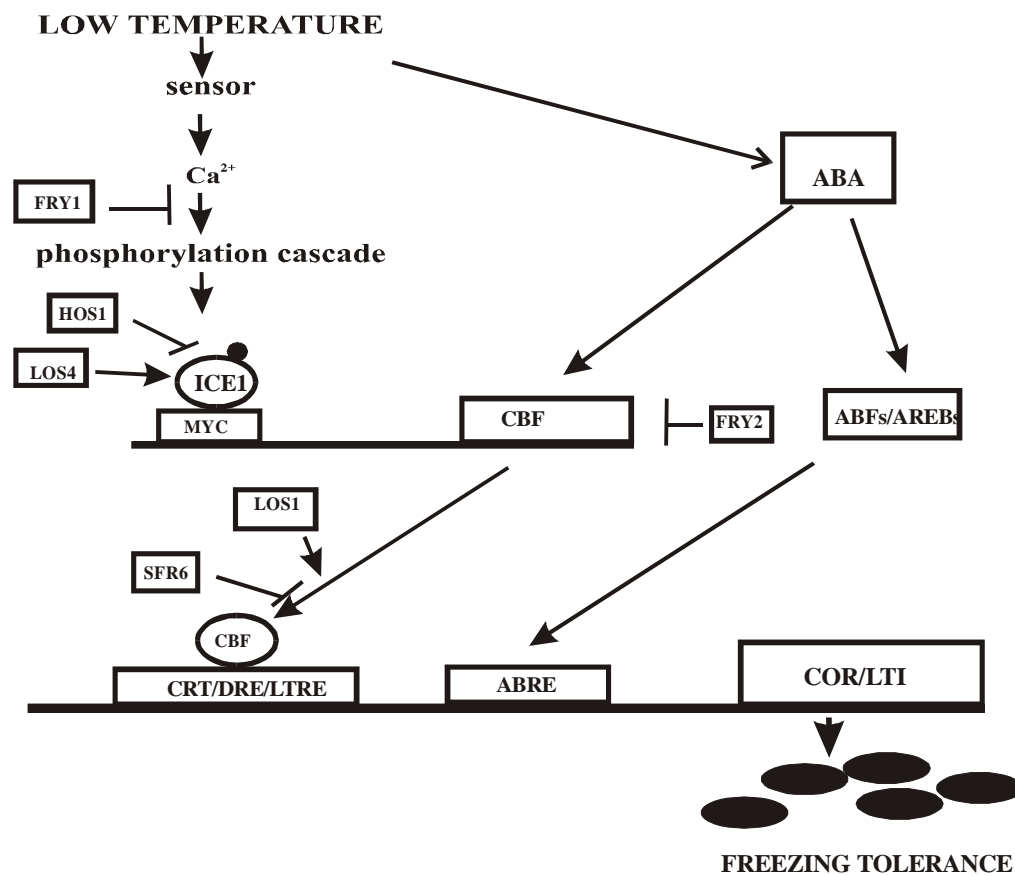 LOW TEMPERATURE
sensor
Ca²⁺
FRY1
phosphorylation cascade
ABA
HOS1
LOS4
ICE1
MYC
CBF
FRY2
ABFs/AREBs
LOS1
SFR6
CBF
CRT/DRE/LTRE
ABRE
COR/LTI
FREEZING TOLERANCE